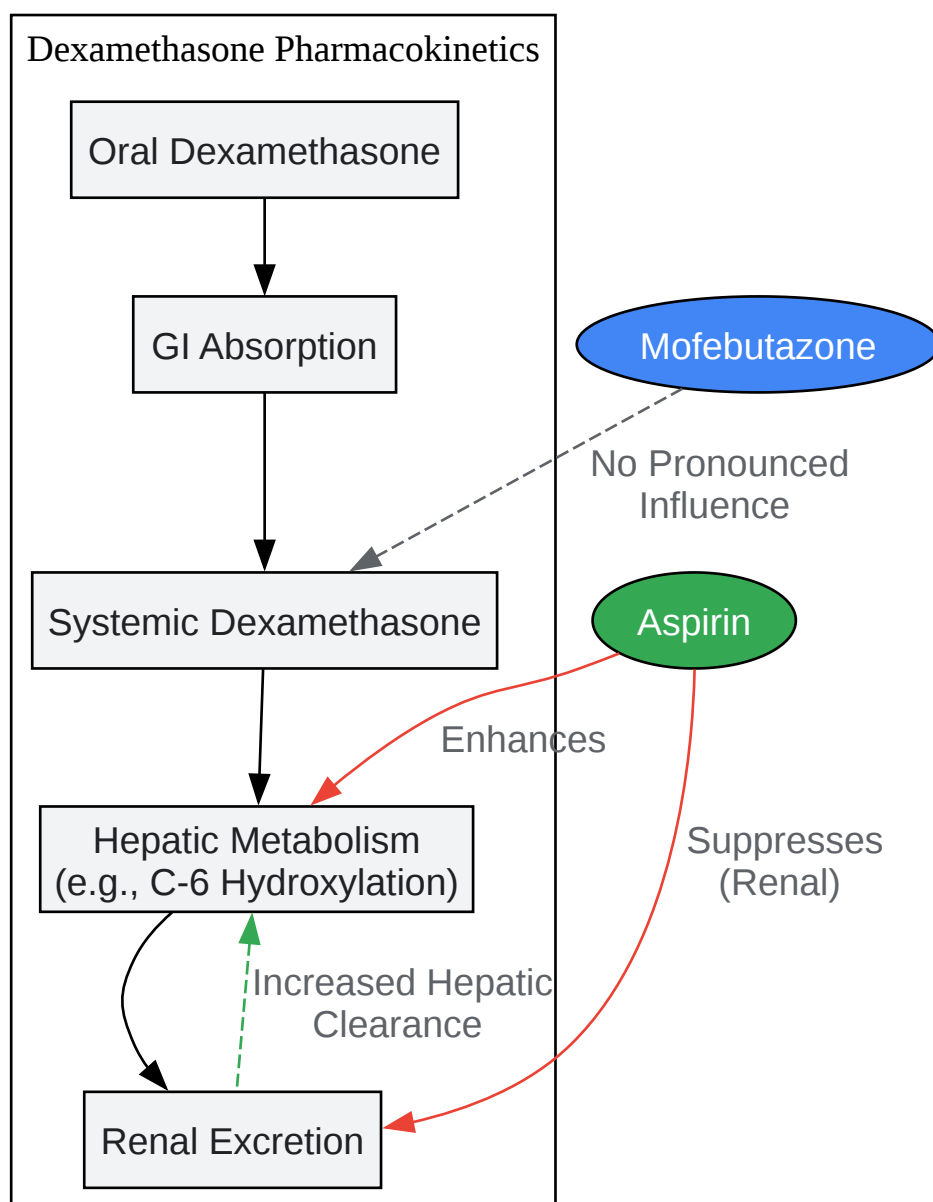 Dexamethasone Pharmacokinetics
Oral Dexamethasone
GI Absorption
Mofebutazone
No Pronounced
Influence
Systemic Dexamethasone
Aspirin
Enhances
Hepatic Metabolism
(e.g., C-6 Hydroxylation)
Suppresses
(Renal)
Increased Hepatic
Clearance
Renal Excretion